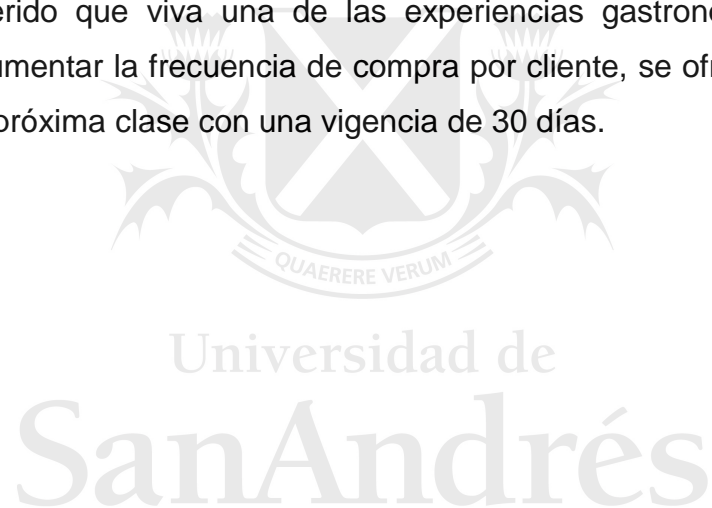 erido que viva una de las experiencias gastron
umentar la frecuencia de compra por cliente, se of
próxima clase con una vigencia de 30 días.
QUAERERE VERUM
Universidad de
SanAndrés